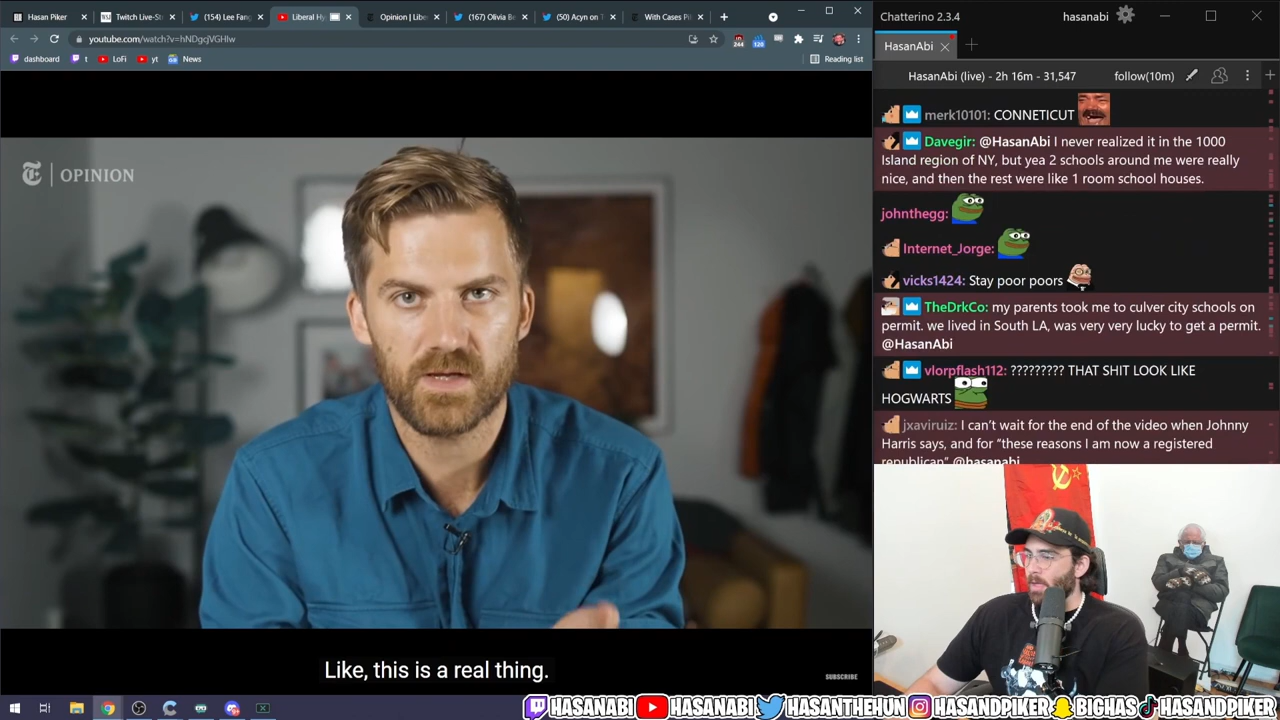 Hasan Piker
Twitch Live-Str
(154) Lee Fang
Liberal Hy
Opinion | Libe
(167) Olivia Be
(50) Acyn on T
With Cases Pi
youtube.com/watch?v=hNDgcjVGHIw
244
120
dashboard
t
LoFi
yt
News
Reading list
OPINION
Like, this is a real thing.
SUBSCRIBE
Chatterino 2.3.4
hasanabi
HasanAbi
HasanAbi (live) - 2h 16m - 31,547
follow(10m)
merk10101: CONNETICUT
Davegir: @HasanAbi I never realized it in the 1000
Island region of NY, but yea 2 schools around me were really
nice, and then the rest were like 1 room school houses.
johnthegg:
Internet_Jorge:
vicks1424: Stay poor poors
TheDrkCo: my parents took me to culver city schools on
permit. we lived in South LA, was very very lucky to get a permit.
@HasanAbi
vlorpflash112: ????????? THAT SHIT LOOK LIKE
HOGWARTS
jxaviruiz: I can't wait for the end of the video when Johnny
Harris says, and for “these reasons I am now a registered
republican” @hasanabi
HASANABI
HASANABI
HASANTHEHUN
HASANDPIKER
BIGHAS
HASANDPIKER